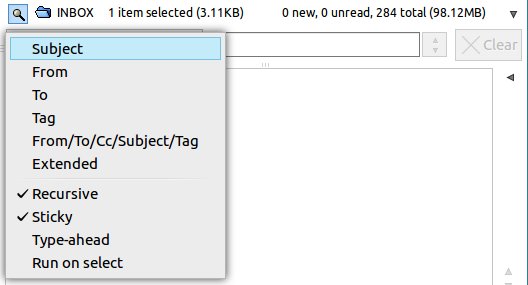 INBOX 1 item selected (3.11KB) 0 new, 0 unread, 284 total (98.12MB)
Clear
Subject
From
To
Tag
From/To/Cc/Subject/Tag
Extended
Recursive
Sticky
Type-ahead
Run on select